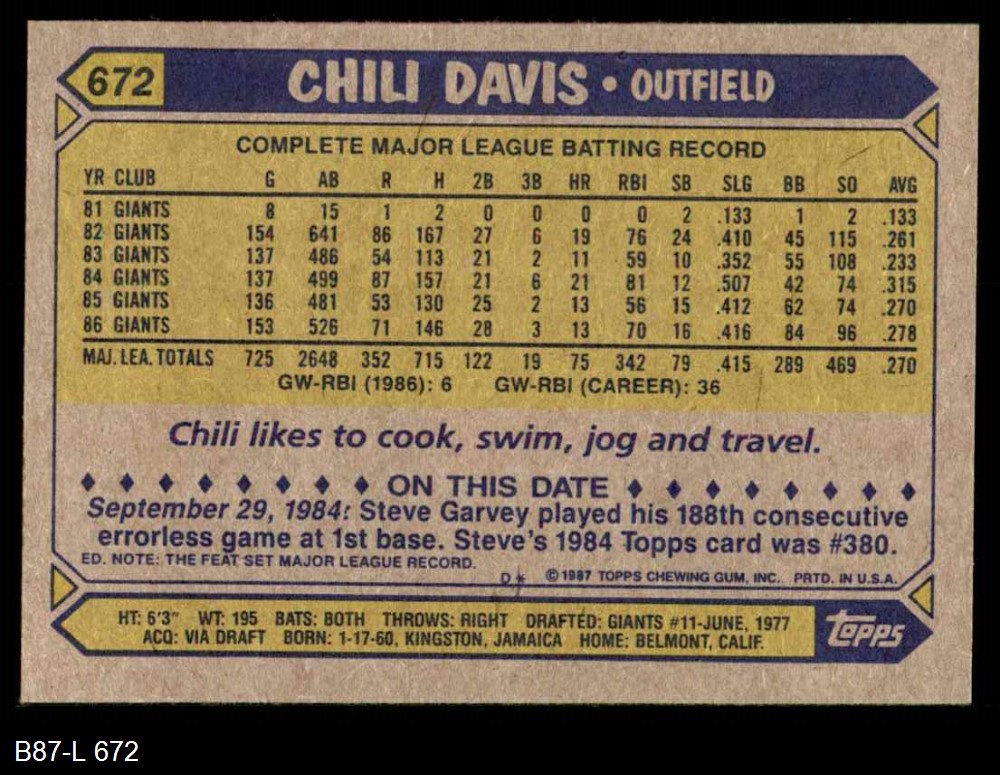 672 CHILI DAVIS • OUTFIELD
COMPLETE MAJOR LEAGUE BATTING RECORD
YR CLUB G AB R H 2B 3B HR RBI SB SLG BB SO AVG
81 GIANTS 8 15 1 2 0 0 0 0 2 .133 1 2 .133
82 GIANTS 154 641 86 167 27 6 19 76 24 .410 45 115 .261
83 GIANTS 137 486 54 113 21 2 11 59 10 .352 55 108 .233
84 GIANTS 137 499 87 157 21 6 21 81 12 .507 42 74 .315
85 GIANTS 136 481 53 130 25 2 13 56 15 .412 62 74 .270
86 GIANTS 153 526 71 146 28 3 13 70 16 .416 84 96 .278
MAJ. LEA. TOTALS 725 2648 352 715 122 19 75 342 79 .415 289 469 .270
GW-RBI (1986): 6 GW-RBI (CAREER): 36
Chili likes to cook, swim, jog and travel.
ON THIS DATE
September 29, 1984: Steve Garvey played his 188th consecutive
errorless game at 1st base. Steve's 1984 Topps card was #380.
ED. NOTE: THE FEAT SET MAJOR LEAGUE RECORD.
D* © 1987 TOPPS CHEWING GUM, INC. PRTD. IN U.S.A.
HT: 6'3" WT: 195 BATS: BOTH THROWS: RIGHT DRAFTED: GIANTS #11-JUNE, 1977
ACQ: VIA DRAFT BORN: 1-17-60, KINGSTON, JAMAICA HOME: BELMONT, CALIF.
topps
B87-L 672